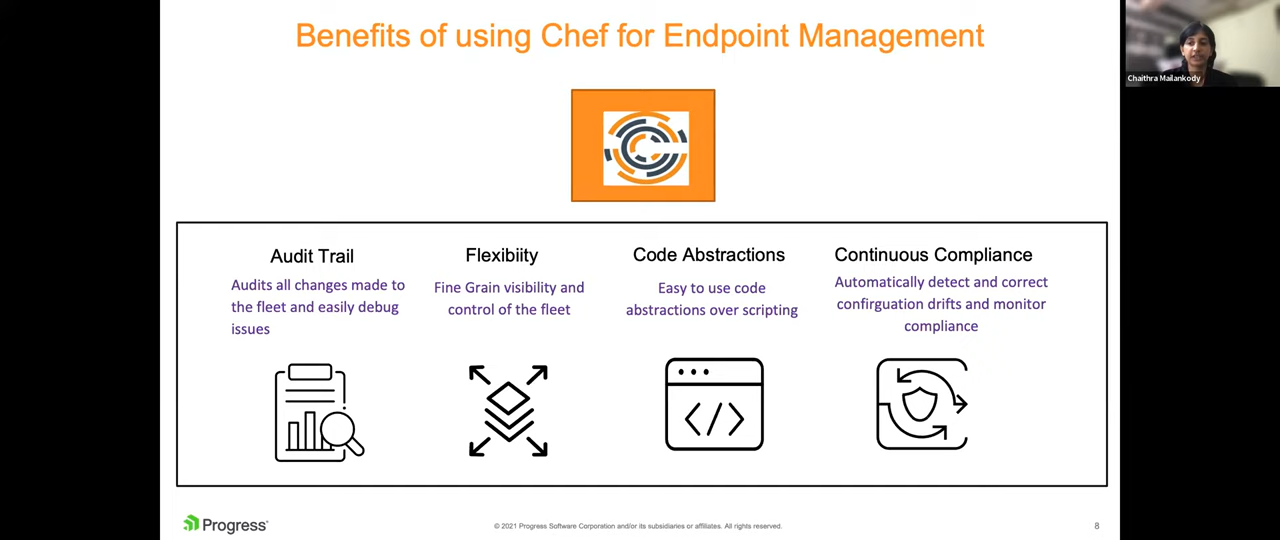 Benefits of using Chef for Endpoint Management
Chaithra Mailankody
Audit Trail
Audits all changes made to
the fleet and easily debug
issues
Flexibiity
Fine Grain visibility and
control of the fleet
Code Abstractions
Easy to use code
abstractions over scripting
Continuous Compliance
Automatically detect and correct
confirguation drifts and monitor
compliance
Progress
© 2021 Progress Software Corporation and/or its subsidiaries or affiliates. All rights reserved.
8